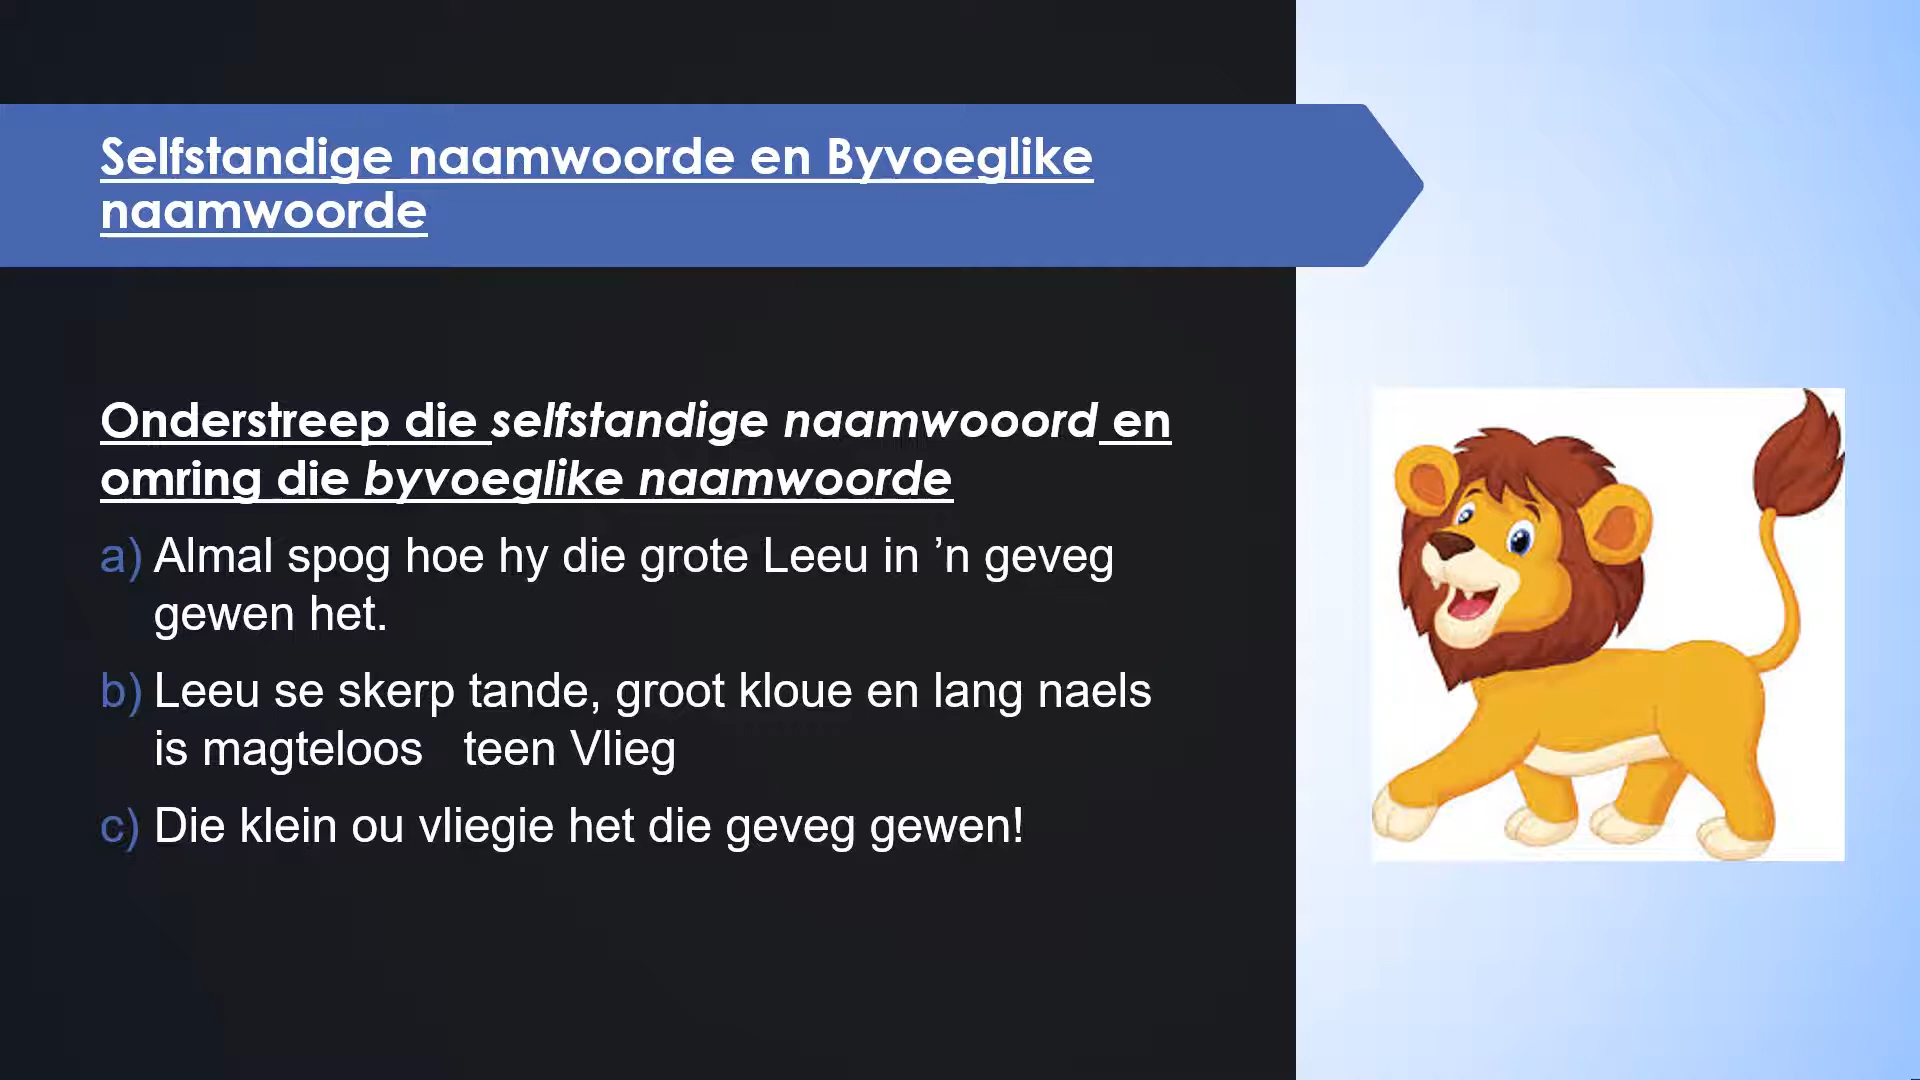 Selfstandige naamwoorde en Byvoeglike
naamwoorde
Onderstreep die selfstandige naamwooord en
omring die byvoeglike naamwoorde
a) Almal spog hoe hy die grote Leeu in ’n geveg
gewen het.
b) Leeu se skerp tande, groot kloue en lang naels
is magteloos   teen Vlieg
c) Die klein ou vliegie het die geveg gewen!